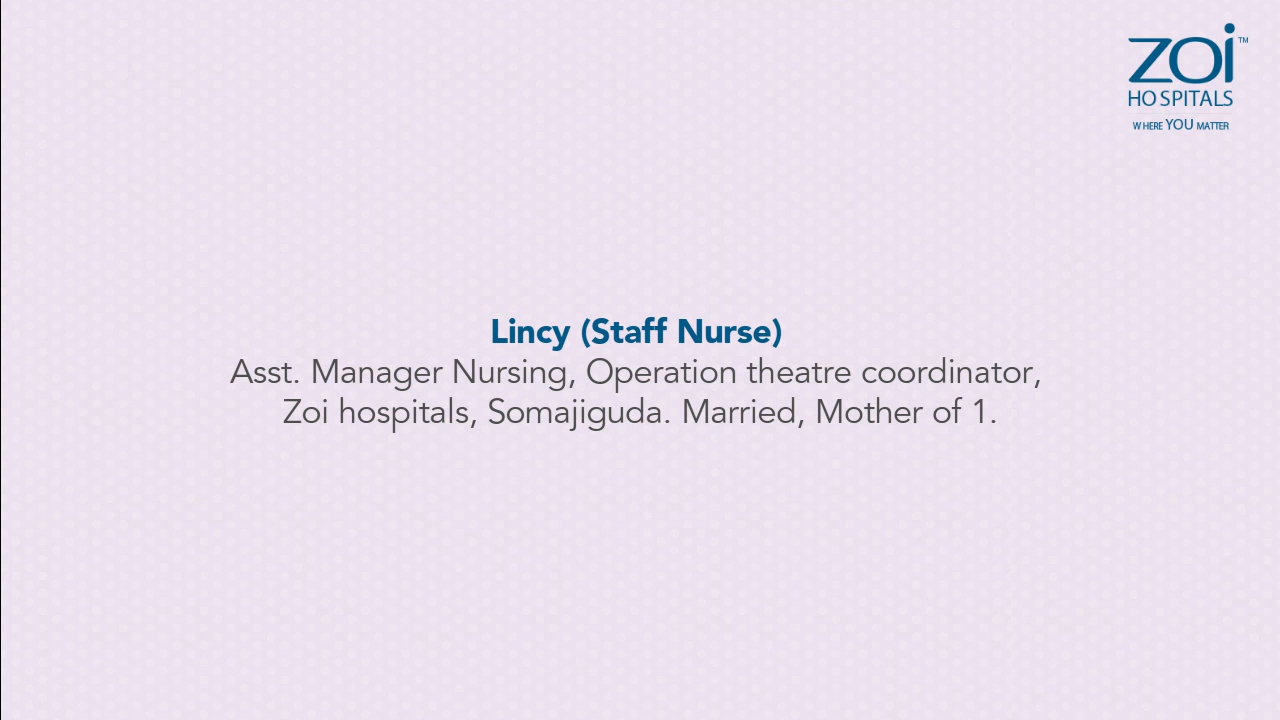 zoi™
HOSPITALS
WHERE YOU MATTER
Lincy (Staff Nurse)
Asst. Manager Nursing, Operation theatre coordinator,
Zoi hospitals, Somajiguda. Married, Mother of 1.